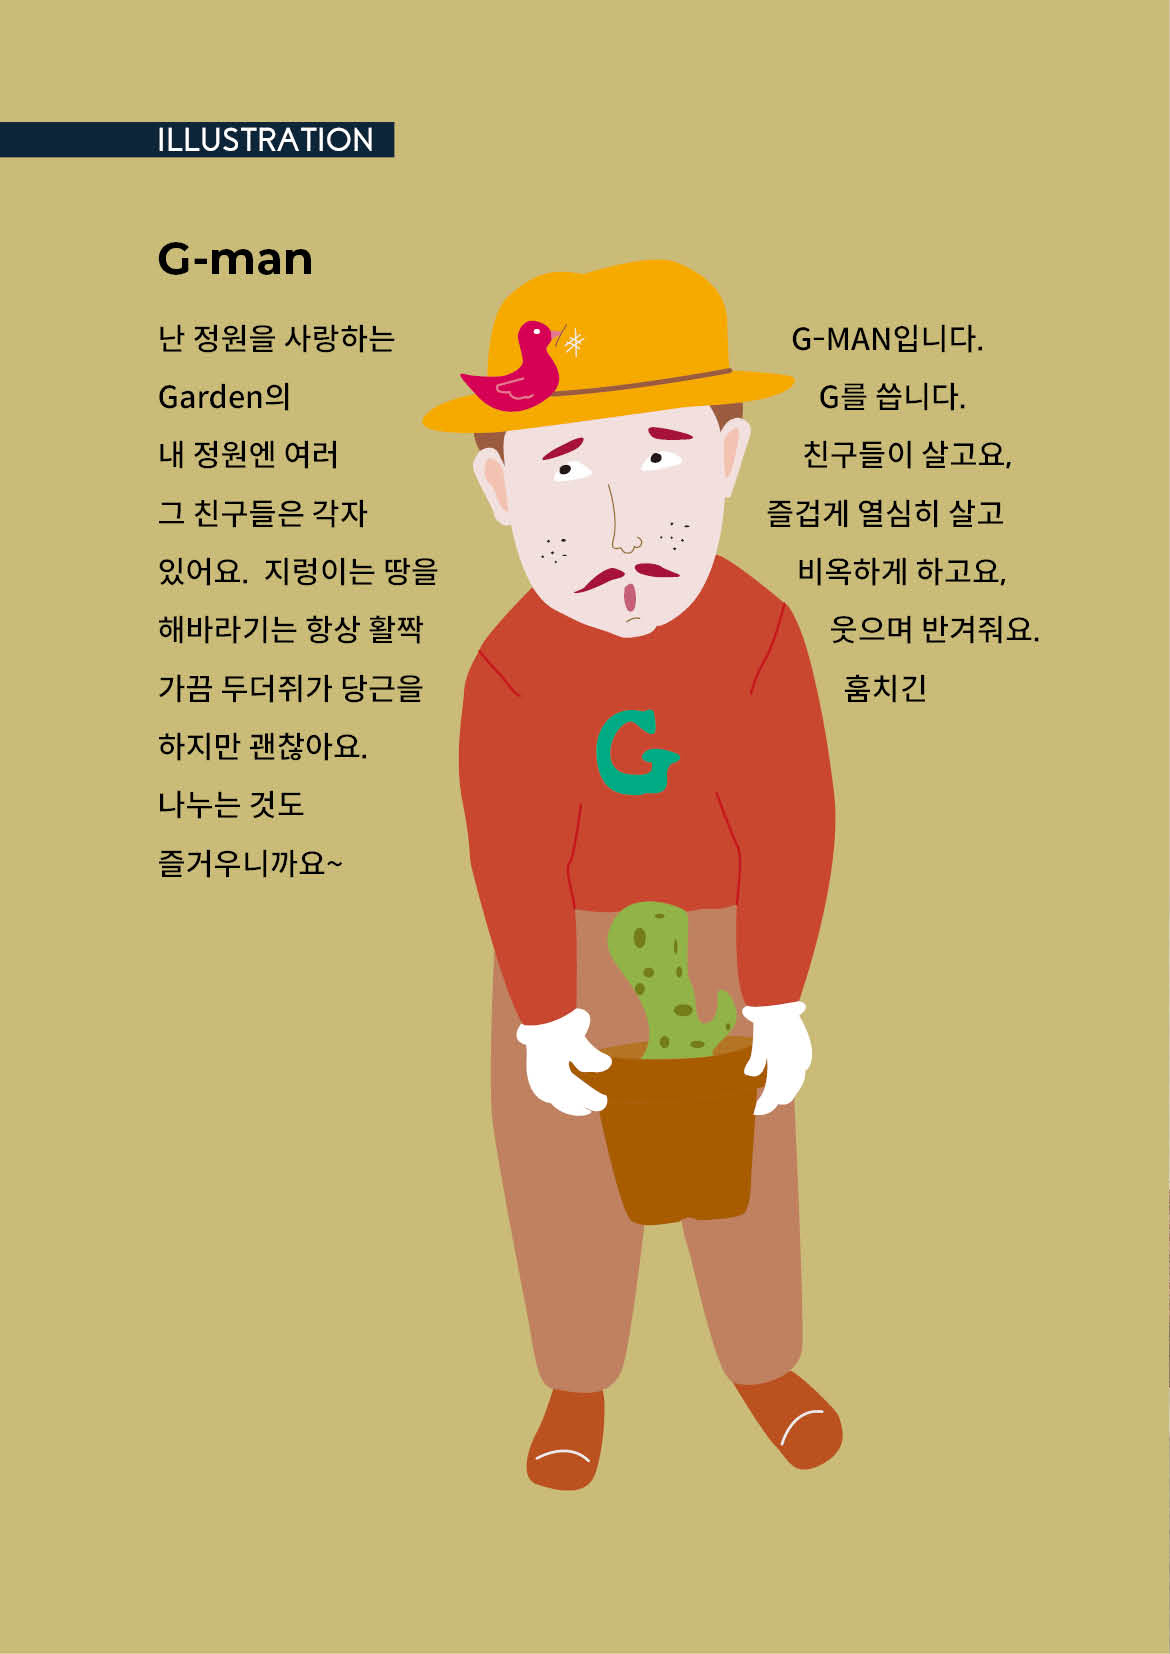 ILLUSTRATION
G-man
난 정원을 사랑하는 G-MAN입니다.
Garden의 G를 씁니다.
내 정원엔 여러 친구들이 살고요,
그 친구들은 각자 즐겁게 열심히 살고
있어요. 지렁이는 땅을 비옥하게 하고요,
해바라기는 항상 활짝 웃으며 반겨줘요.
가끔 두더쥐가 당근을 훔치긴
하지만 괜찮아요.
나누는 것도
즐거우니까요~
G